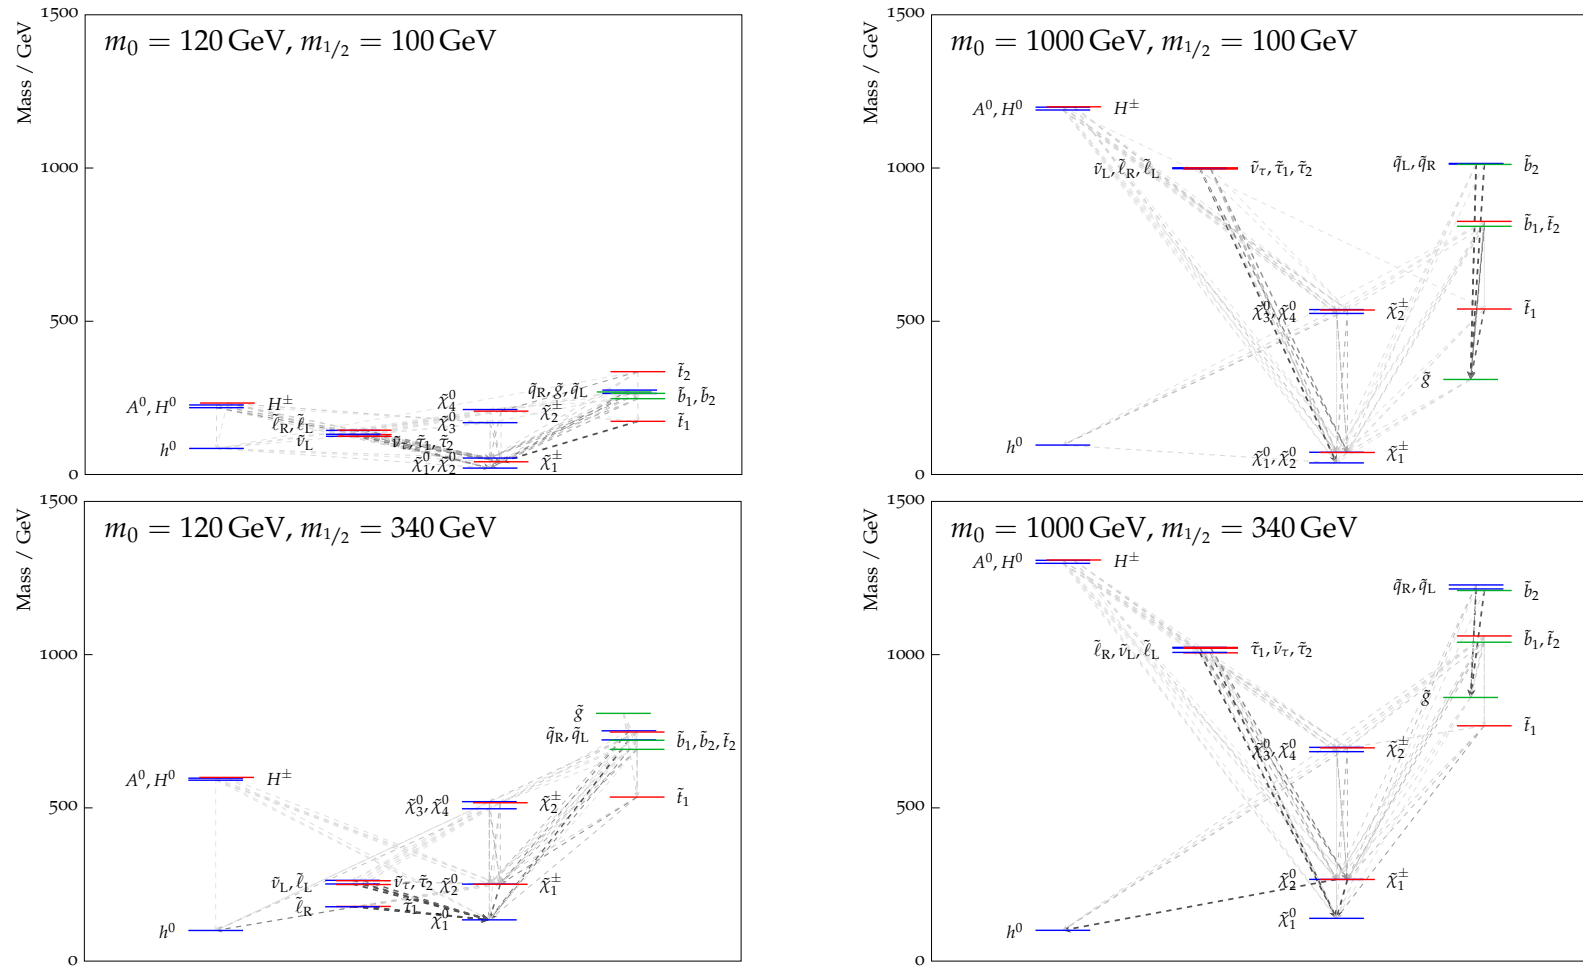 m₀ = 120 GeV, m₁/₂ = 100 GeV
Mass / GeV
1500
1000
500
0
A⁰, H⁰
H±
h⁰
ℓ̃R, ℓ̃L
ν̃L
ν̃τ, τ̃1, τ̃2
χ̃⁰4
χ̃⁰3
χ̃±2
χ̃⁰1, χ̃⁰2
χ̃±1
q̃R, g̃, q̃L
t̃2
b̃1, b̃2
t̃1
m₀ = 1000 GeV, m₁/₂ = 100 GeV
Mass / GeV
1500
1000
500
0
A⁰, H⁰
H±
ν̃L, ℓ̃R, ℓ̃L
ν̃τ, τ̃1, τ̃2
q̃L, q̃R
b̃2
b̃1, t̃2
χ̃⁰3, χ̃⁰4
χ̃±2
t̃1
g̃
h⁰
χ̃⁰1, χ̃⁰2
χ̃±1
m₀ = 120 GeV, m₁/₂ = 340 GeV
Mass / GeV
1500
1000
500
0
g̃
q̃R, q̃L
b̃1, b̃2, t̃2
A⁰, H⁰
H±
χ̃⁰3, χ̃⁰4
χ̃±2
t̃1
ν̃L, ℓ̃L
ν̃τ, τ̃2
χ̃⁰2
χ̃±1
ℓ̃R
τ̃1
χ̃⁰1
h⁰
m₀ = 1000 GeV, m₁/₂ = 340 GeV
Mass / GeV
1500
1000
500
0
A⁰, H⁰
H±
q̃R, q̃L
b̃2
ℓ̃R, ν̃L, ℓ̃L
τ̃1, ν̃τ, τ̃2
b̃1, t̃2
g̃
χ̃⁰3, χ̃⁰4
χ̃±2
t̃1
χ̃⁰2
χ̃±1
h⁰
χ̃⁰1